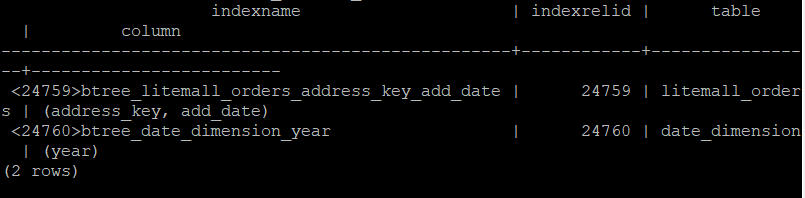 indexname | indexrelid | table
| column
---------------------------------------------------+------------+---------------
--+-------------------------
<24759>btree_litemall_orders_address_key_add_date | 24759 | litemall_order
s | (address_key, add_date)
<24760>btree_date_dimension_year | 24760 | date_dimension
| (year)
(2 rows)